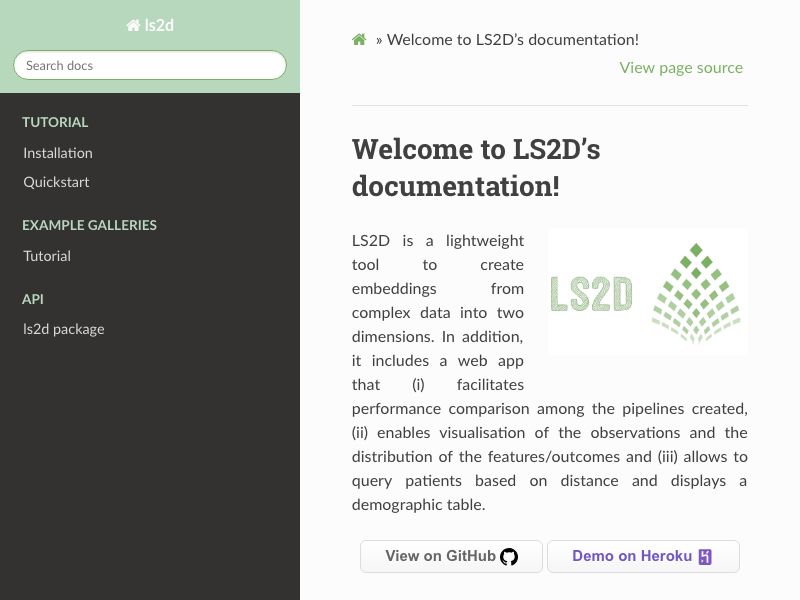 ls2d
Search docs
TUTORIAL
Installation
Quickstart
EXAMPLE GALLERIES
Tutorial
API
ls2d package
» Welcome to LS2D's documentation!
View page source
Welcome to LS2D's
documentation!
LS2D is a lightweight
tool to create
embeddings from
complex data into two
dimensions. In addition,
it includes a web app
that (i) facilitates
performance comparison among the pipelines created,
(ii) enables visualisation of the observations and the
distribution of the features/outcomes and (iii) allows to
query patients based on distance and displays a
demographic table.
LS2D
View on GitHub
Demo on Heroku